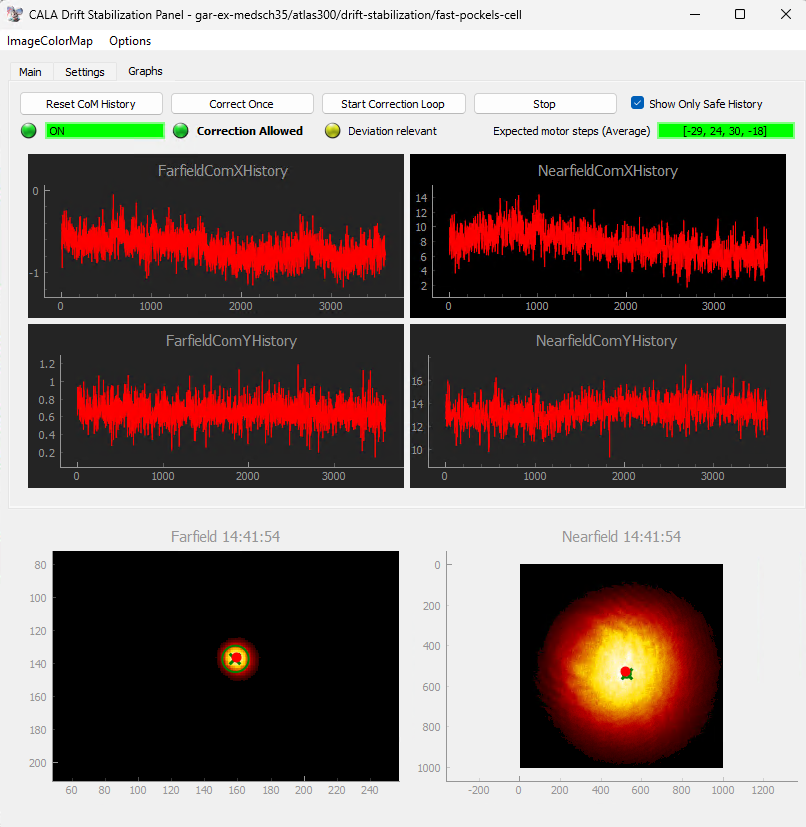 CALA Drift Stabilization Panel - gar-ex-medsch35/atlas300/drift-stabilization/fast-pockels-cell
ImageColorMap Options
Main Settings Graphs
Reset CoM History Correct Once Start Correction Loop Stop Show Only Safe History
ON Correction Allowed Deviation relevant Expected motor steps (Average) [-29, 24, 30, -18]
FarfieldComXHistory
0
-1
0 1000 2000 3000
NearfieldComXHistory
14
12
10
8
6
4
2
0 1000 2000 3000
FarfieldComYHistory
1.2
1
0.8
0.6
0.4
0.2
0 1000 2000 3000
NearfieldComYHistory
16
14
12
10
0 1000 2000 3000
Farfield 14:41:54
80
100
120
140
160
180
200
60 80 100 120 140 160 180 200 220 240
Nearfield 14:41:54
0
200
400
600
800
1000
-200 0 200 400 600 800 1000 1200